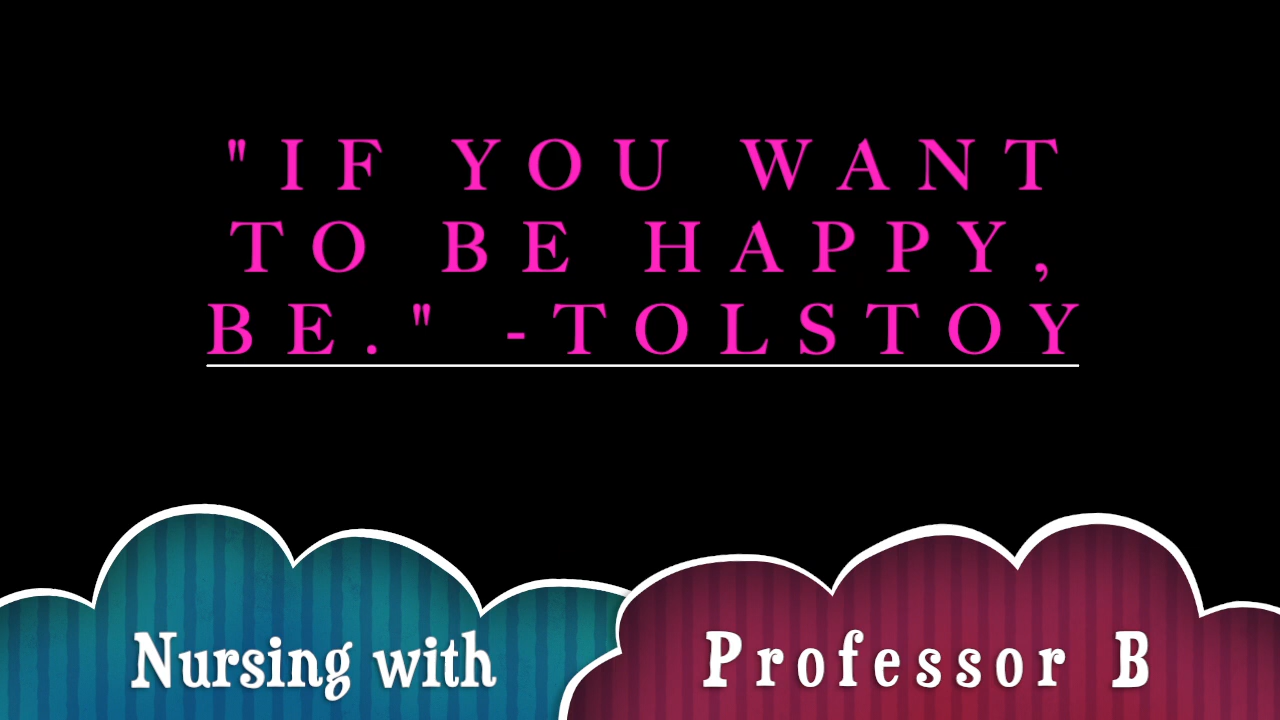 "IF YOU WANT
TO BE HAPPY,
BE." -TOLSTOY
Nursing with Professor B